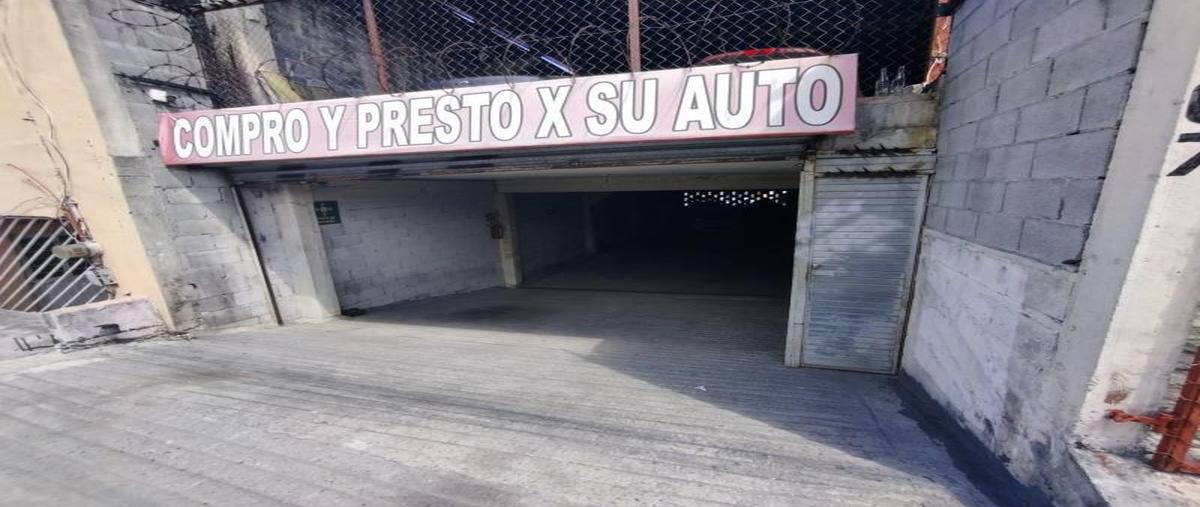 COMPRO Y PRESTO X SU AUTO